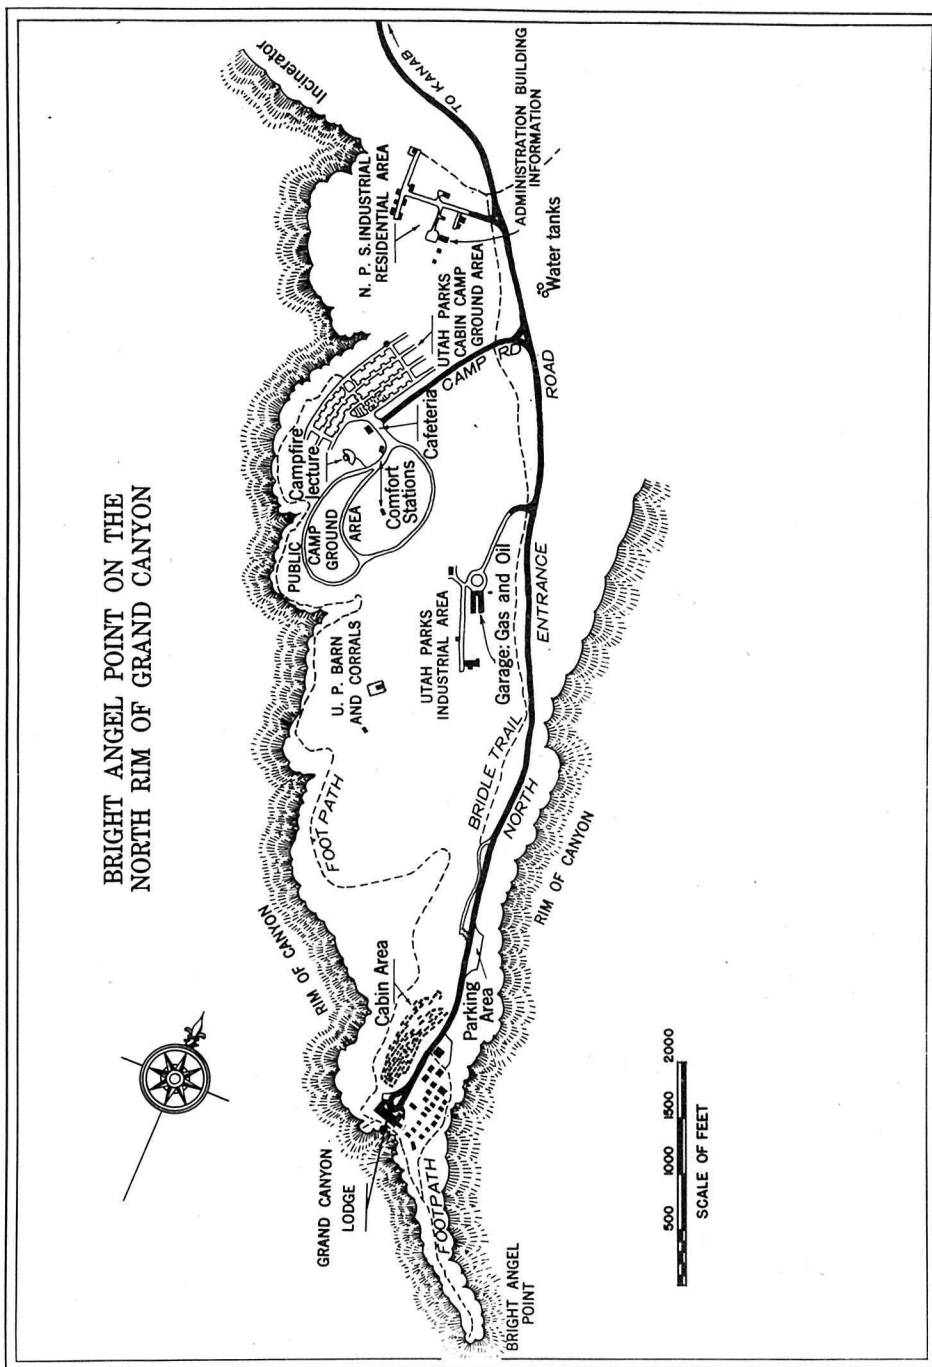 BRIGHT ANGEL POINT ON THE
NORTH RIM OF GRAND CANYON
Incinerator
TO KANAB
N. P. S. INDUSTRIAL
RESIDENTIAL AREA
ADMINISTRATION BUILDING
INFORMATION
Water tanks
UTAH PARKS
CABIN CAMP
GROUND AREA
CAMP RD
Cafeteria
Campfire
lecture
Comfort
Stations
PUBLIC
CAMP
GROUND
AREA
U. P. BARN
AND CORRALS
UTAH PARKS
INDUSTRIAL AREA
Garage: Gas and Oil
NORTH ENTRANCE ROAD
BRIDLE TRAIL
FOOT PATH
RIM OF CANYON
RIM OF CANYON
Cabin Area
Parking
Area
GRAND CANYON
LODGE
FOOTPATH
BRIGHT ANGEL
POINT
500 1000 1500 2000
SCALE OF FEET